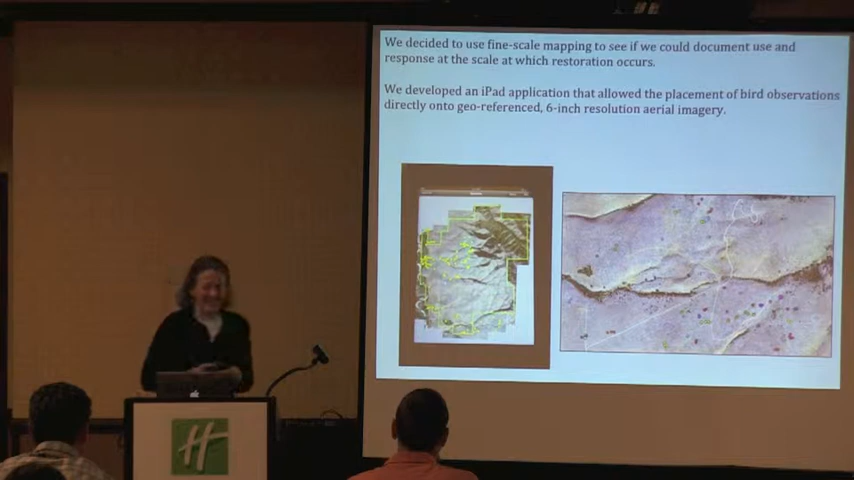 We decided to use fine-scale mapping to see if we could document use and
response at the scale at which restoration occurs.
We developed an iPad application that allowed the placement of bird observations
directly onto geo-referenced, 6-inch resolution aerial imagery.
H